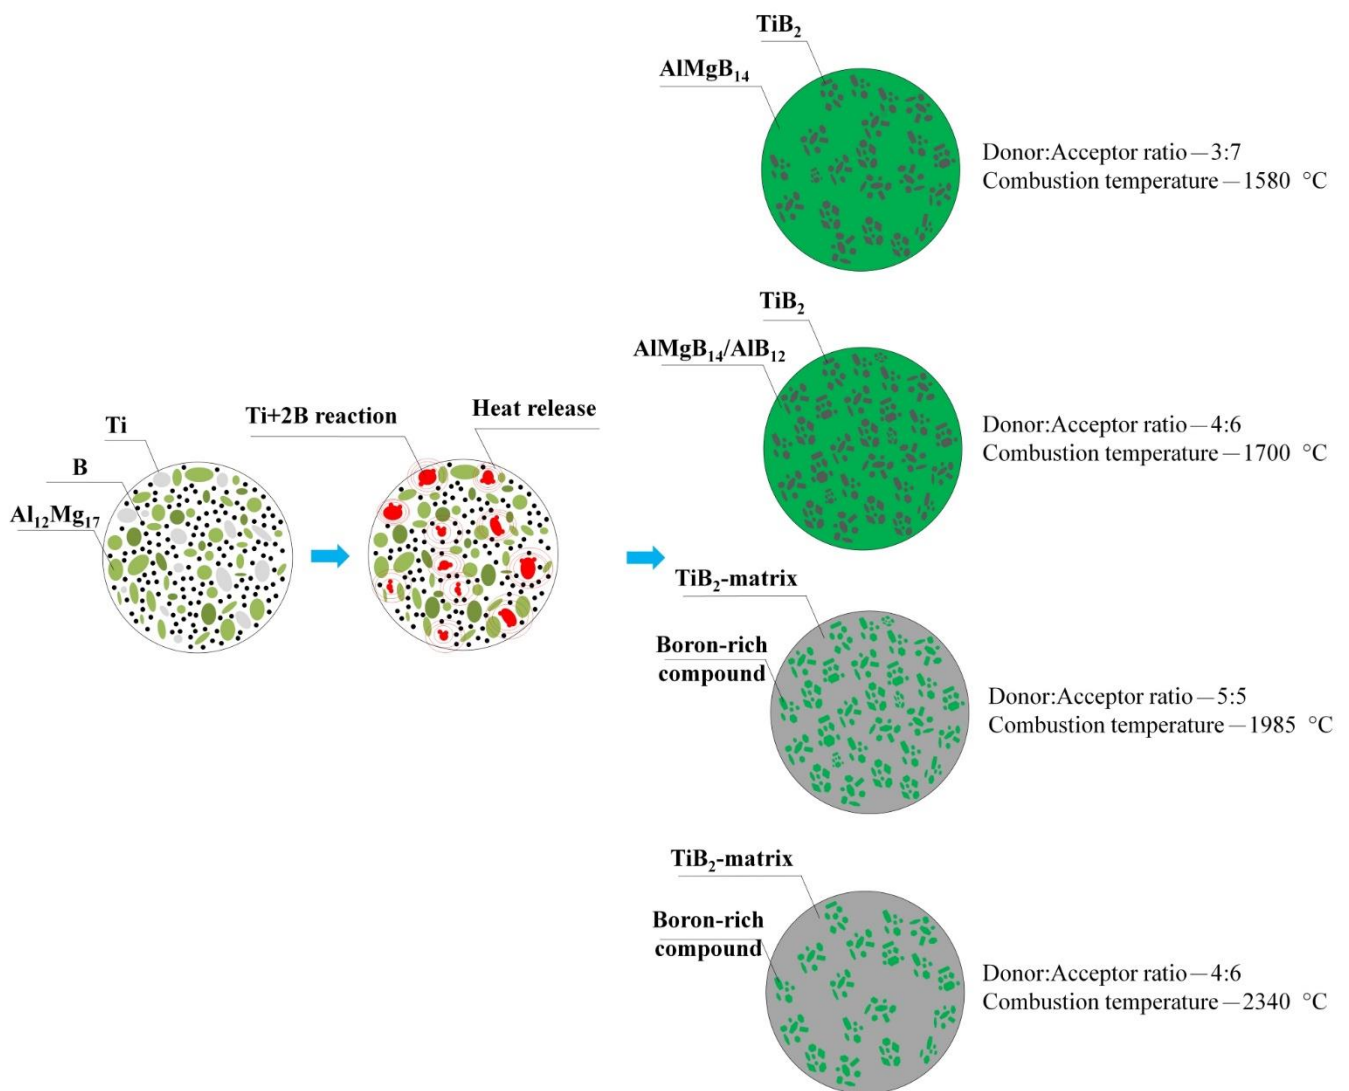 TiB₂
AlMgB₁₄
Donor:Acceptor ratio—3:7
Combustion temperature—1580 °C
TiB₂
AlMgB₁₄/AlB₁₂
Donor:Acceptor ratio—4:6
Combustion temperature—1700 °C
Ti
B
Al₁₂Mg₁₇
Ti+2B reaction
Heat release
TiB₂-matrix
Boron-rich
compound
Donor:Acceptor ratio—5:5
Combustion temperature—1985 °C
TiB₂-matrix
Boron-rich
compound
Donor:Acceptor ratio—4:6
Combustion temperature—2340 °C